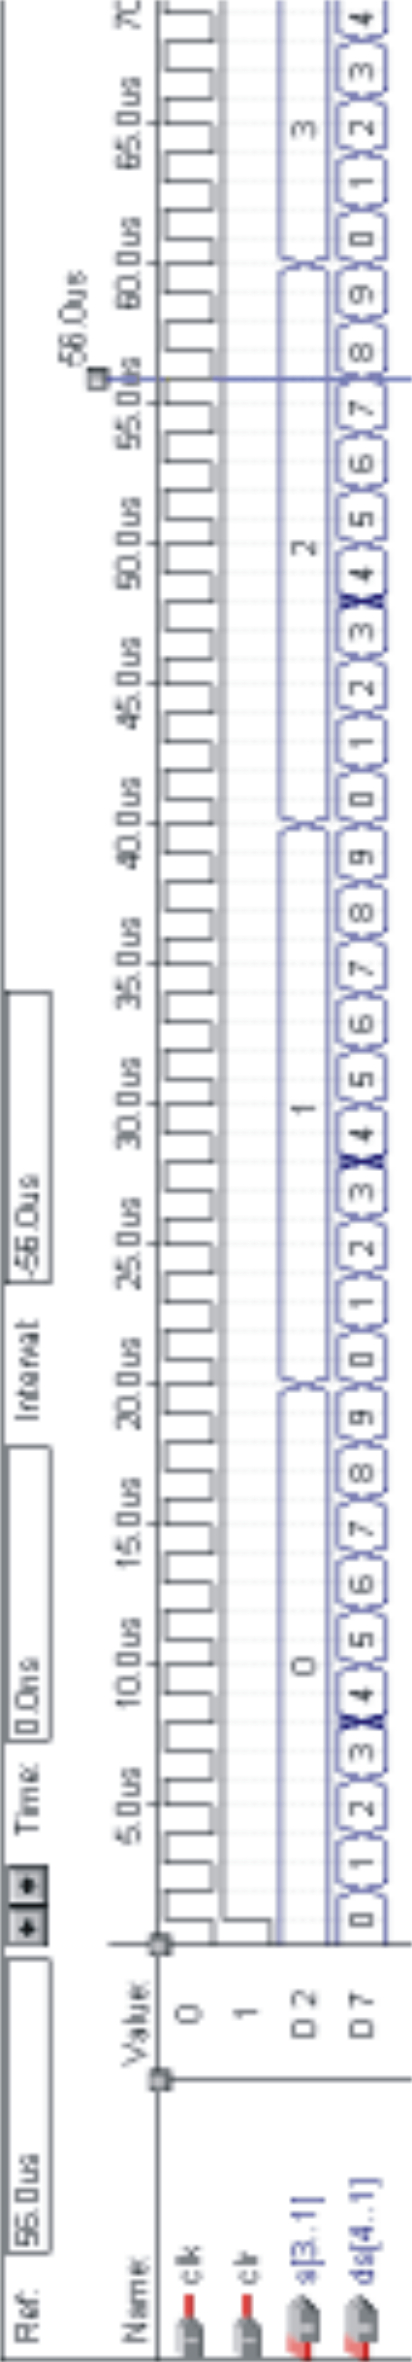 Ref: 56.0us Time: 0.0ns Interval: -56.0us
56.0us
Name: Value: 5.0us 10.0us 15.0us 20.0us 25.0us 30.0us 35.0us 40.0us 45.0us 50.0us 55.0us 60.0us 65.0us 70
clk 0
clr 1
s[3..1] D 2 0 1 2 3
ds[4..1] D 7 0 1 2 3 4 5 6 7 8 9 0 1 2 3 4 5 6 7 8 9 0 1 2 3 4 5 6 7 8 9 0 1 2 3 4